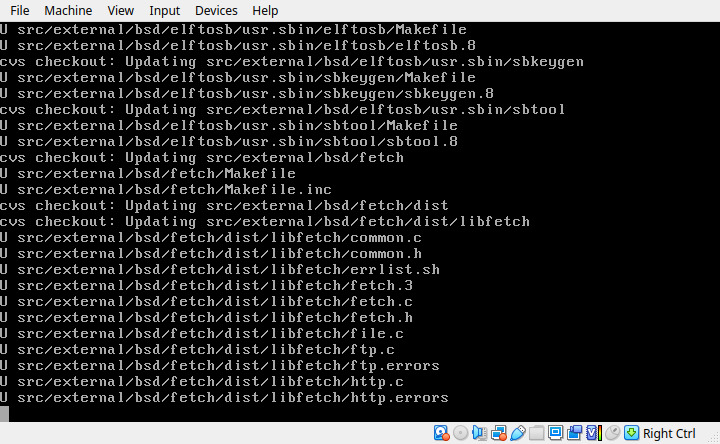 File Machine View Input Devices Help
U src/external/bsd/elftosb/usr.sbin/elftosb/Makefile
U src/external/bsd/elftosb/usr.sbin/elftosb/elftosb.8
cvs checkout: Updating src/external/bsd/elftosb/usr.sbin/sbkeygen
U src/external/bsd/elftosb/usr.sbin/sbkeygen/Makefile
U src/external/bsd/elftosb/usr.sbin/sbkeygen/sbkeygen.8
cvs checkout: Updating src/external/bsd/elftosb/usr.sbin/sbtool
U src/external/bsd/elftosb/usr.sbin/sbtool/Makefile
U src/external/bsd/elftosb/usr.sbin/sbtool/sbtool.8
cvs checkout: Updating src/external/bsd/fetch
U src/external/bsd/fetch/Makefile
U src/external/bsd/fetch/Makefile.inc
cvs checkout: Updating src/external/bsd/fetch/dist
cvs checkout: Updating src/external/bsd/fetch/dist/libfetch
U src/external/bsd/fetch/dist/libfetch/common.c
U src/external/bsd/fetch/dist/libfetch/common.h
U src/external/bsd/fetch/dist/libfetch/errlist.sh
U src/external/bsd/fetch/dist/libfetch/fetch.3
U src/external/bsd/fetch/dist/libfetch/fetch.c
U src/external/bsd/fetch/dist/libfetch/fetch.h
U src/external/bsd/fetch/dist/libfetch/file.c
U src/external/bsd/fetch/dist/libfetch/ftp.c
U src/external/bsd/fetch/dist/libfetch/ftp.errors
U src/external/bsd/fetch/dist/libfetch/http.c
U src/external/bsd/fetch/dist/libfetch/http.errors
Right Ctrl